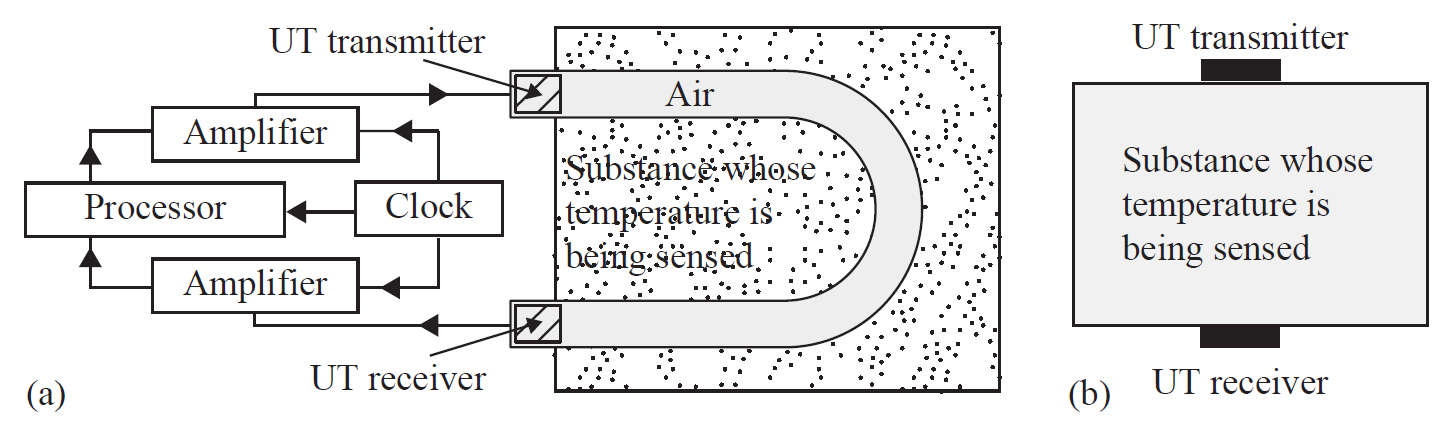 UT transmitter
Air
Amplifier
Processor
Clock
Amplifier
Substance whose
temperature is
being sensed
UT receiver
(a)
UT transmitter
Substance whose
temperature is
being sensed
UT receiver
(b)